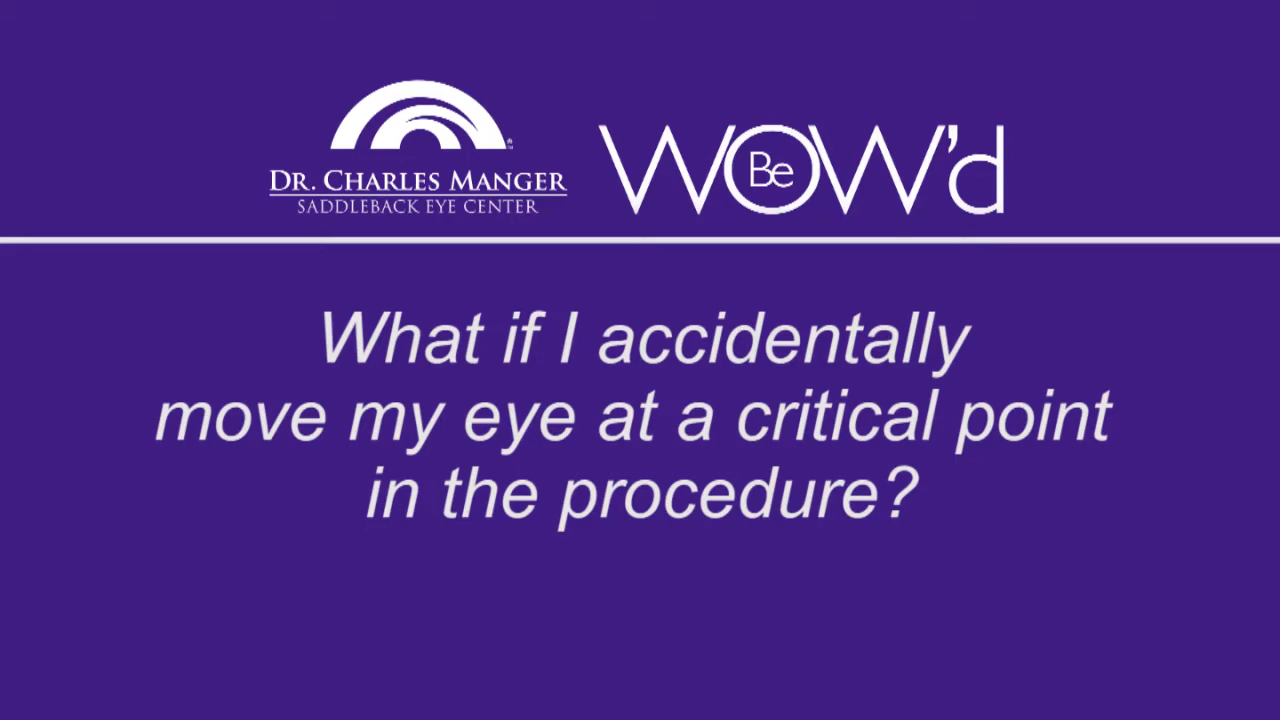 DR. CHARLES MANGER
SADDLEBACK EYE CENTER
Be WOW'd
What if I accidentally
move my eye at a critical point
in the procedure?